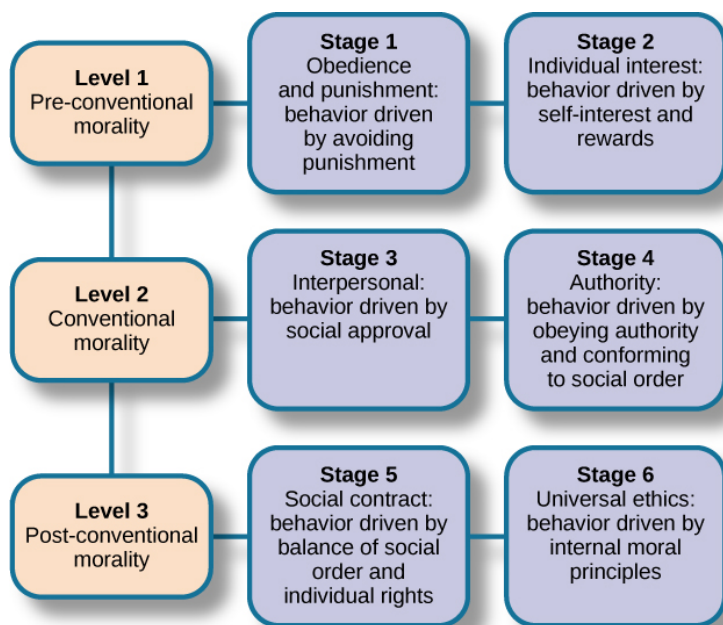 Level 1
Pre-conventional
morality
Stage 1
Obedience
and punishment:
behavior driven
by avoiding
punishment
Stage 2
Individual interest:
behavior driven by
self-interest and
rewards
Level 2
Conventional
morality
Stage 3
Interpersonal:
behavior driven by
social approval
Stage 4
Authority:
behavior driven by
obeying authority
and conforming
to social order
Level 3
Post-conventional
morality
Stage 5
Social contract:
behavior driven by
balance of social
order and
individual rights
Stage 6
Universal ethics:
behavior driven by
internal moral
principles